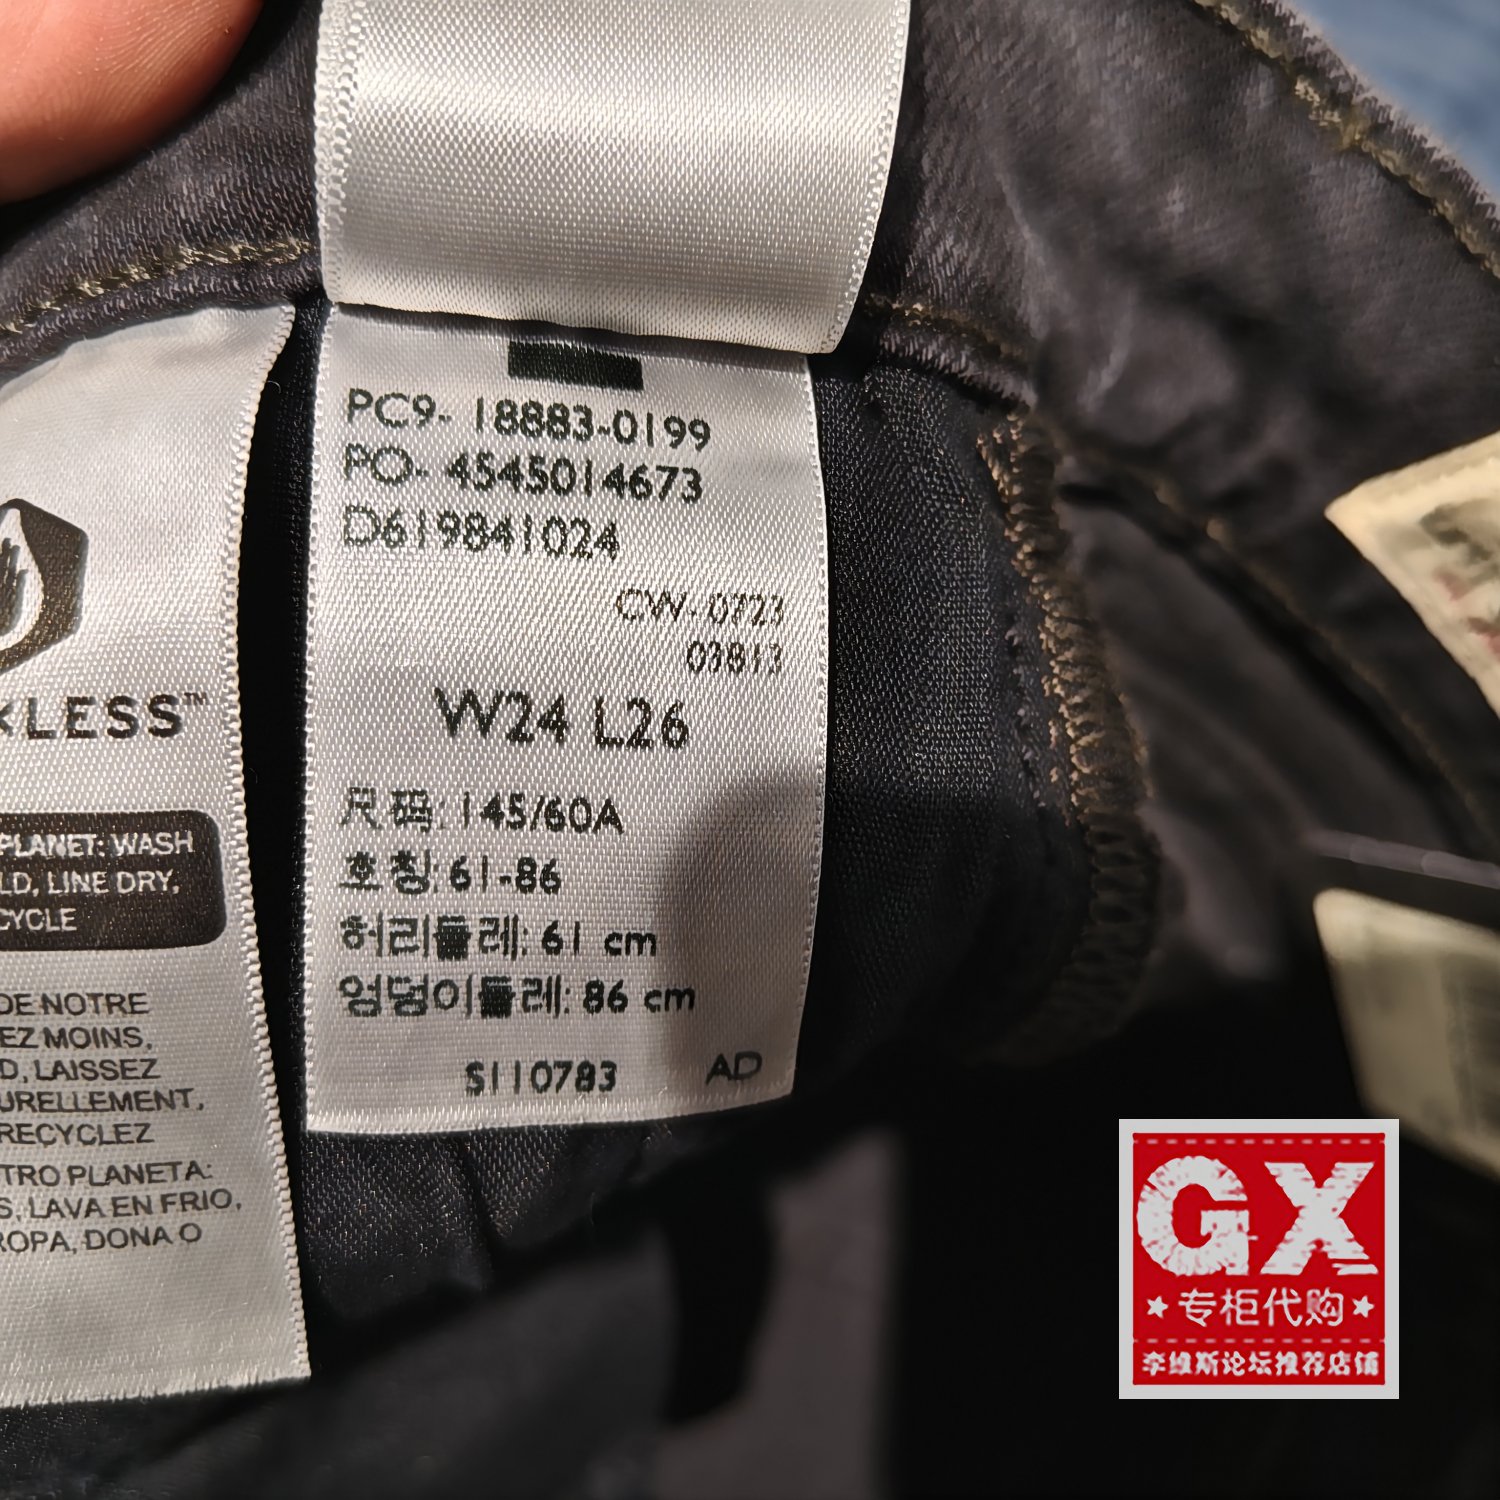 PC9- 18883-0199
PO- 4545014673
D619841024
CW- 0723
03813
W24 L26
尺码: 145/60A
호칭: 61-86
허리둘레: 61 cm
엉덩이둘레: 86 cm
S110783 AD
LESS™
PLANET: WASH
LD, LINE DRY,
CYCLE
DE NOTRE
EZ MOINS,
D, LAISSEZ
URELLEMENT,
RECYCLEZ
TRO PLANETA:
S, LAVA EN FRIO,
ROPA, DONA O
GX
★专柜代购★
李维斯论坛推荐店铺